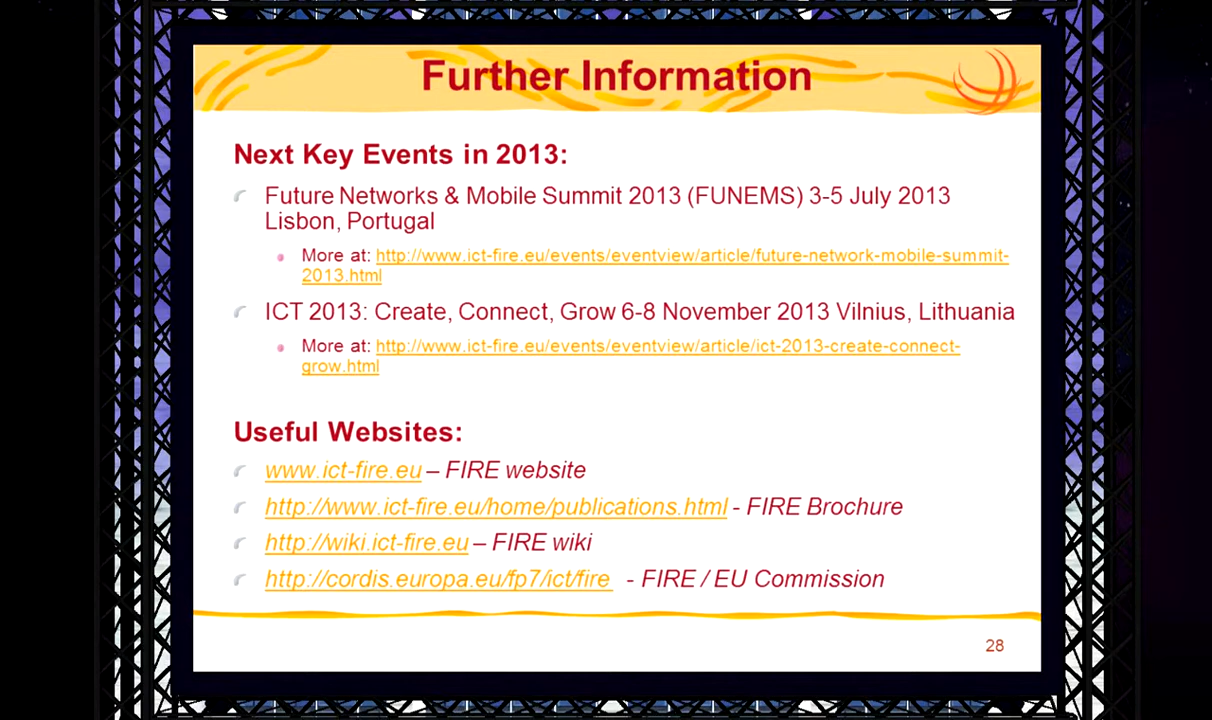 Further Information
Next Key Events in 2013:
Future Networks & Mobile Summit 2013 (FUNEMS) 3-5 July 2013
Lisbon, Portugal
More at: http://www.ict-fire.eu/events/eventview/article/future-network-mobile-summit-
2013.html
ICT 2013: Create, Connect, Grow 6-8 November 2013 Vilnius, Lithuania
More at: http://www.ict-fire.eu/events/eventview/article/ict-2013-create-connect-
grow.html
Useful Websites:
www.ict-fire.eu – FIRE website
http://www.ict-fire.eu/home/publications.html - FIRE Brochure
http://wiki.ict-fire.eu – FIRE wiki
http://cordis.europa.eu/fp7/ict/fire - FIRE / EU Commission
28